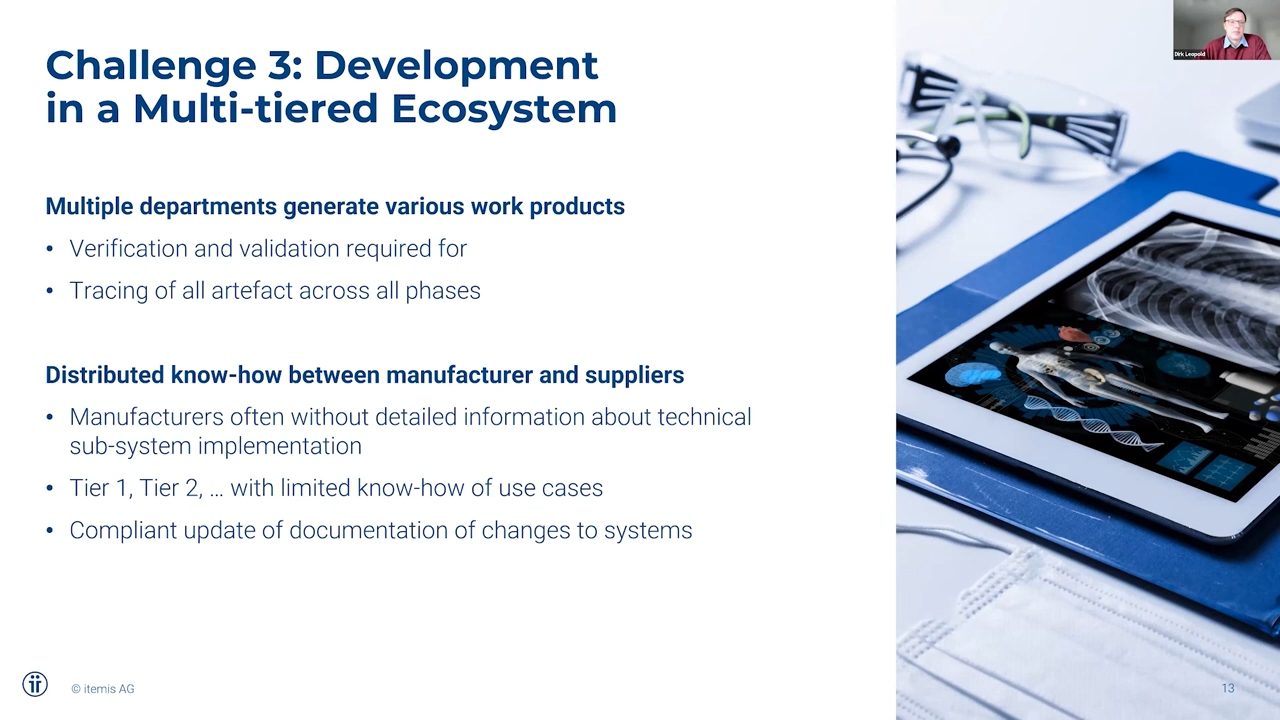 Dirk Leopold
Challenge 3: Development
in a Multi-tiered Ecosystem
Multiple departments generate various work products
• Verification and validation required for
• Tracing of all artefact across all phases
Distributed know-how between manufacturer and suppliers
• Manufacturers often without detailed information about technical
sub-system implementation
• Tier 1, Tier 2, ... with limited know-how of use cases
• Compliant update of documentation of changes to systems
© itemis AG
13